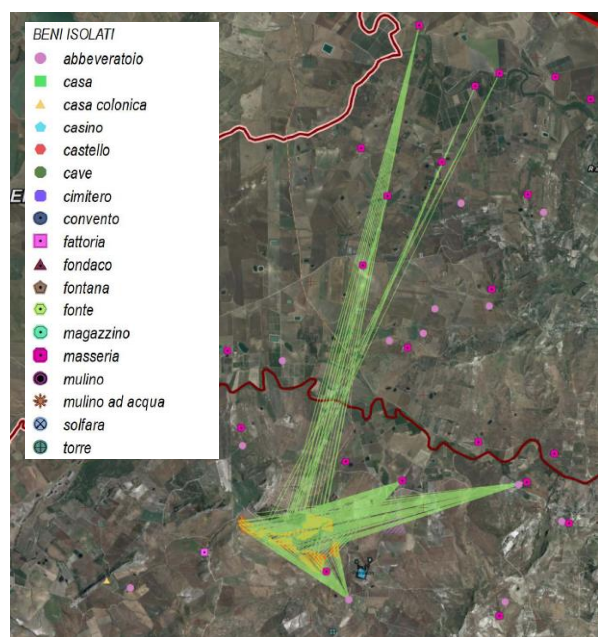 BENI ISOLATI
abbeveratoio
casa
casa colonica
casino
castello
cave
cimitero
convento
fattoria
fondaco
fontana
fonte
magazzino
masseria
mulino
mulino ad acqua
solfara
torre